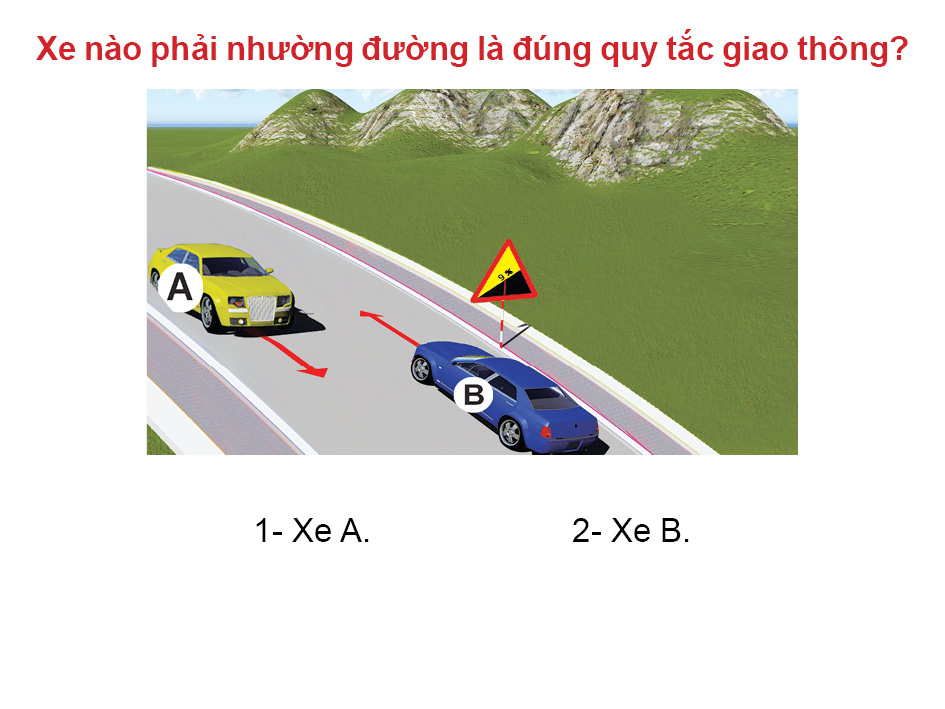 Xe nào phải nhường đường là đúng quy tắc giao thông?
9%
A
B
1- Xe A.
2- Xe B.